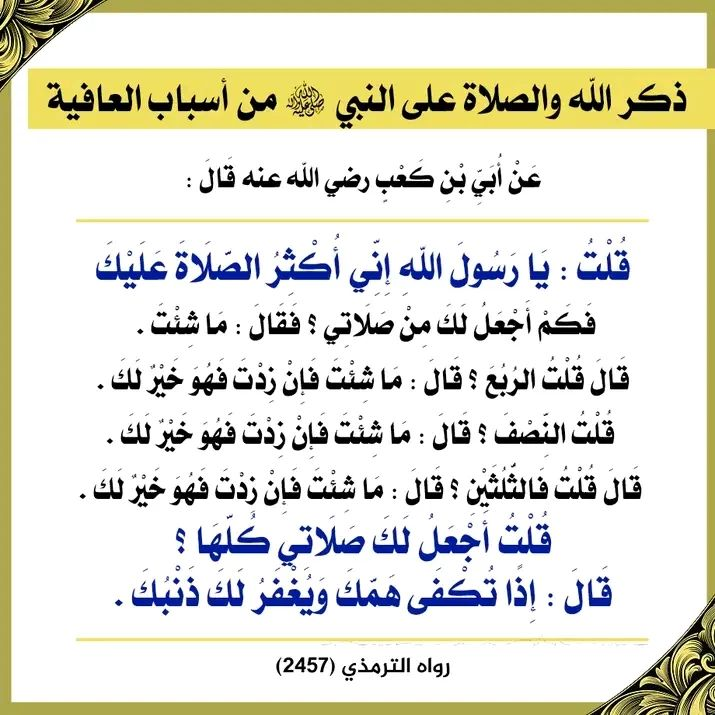 ذكر الله والصلاة على النبي ﷺ من أسباب العافية
عَنْ أُبَيِّ بْنِ كَعْبٍ رضي الله عنه قَالَ :
قُلْتُ : يَا رَسُولَ اللهِ إِنِّي أُكْثِرُ الصَّلَاةَ عَلَيْكَ
فَكَمْ أَجْعَلُ لَكَ مِنْ صَلَاتِي ؟ فَقَالَ : مَا شِئْتَ .
قَالَ قُلْتُ الرُّبُعَ ؟ قَالَ : مَا شِئْتَ فَإِنْ زِدْتَ فَهُوَ خَيْرٌ لَكَ .
قُلْتُ النِّصْفَ ؟ قَالَ : مَا شِئْتَ فَإِنْ زِدْتَ فَهُوَ خَيْرٌ لَكَ .
قَالَ قُلْتُ فَالثُّلُثَيْنِ ؟ قَالَ : مَا شِئْتَ فَإِنْ زِدْتَ فَهُوَ خَيْرٌ لَكَ .
قُلْتُ أَجْعَلُ لَكَ صَلَاتِي كُلَّهَا ؟
قَالَ : إِذًا تُكْفَى هَمَّكَ وَيُغْفَرُ لَكَ ذَنْبُكَ .
رواه الترمذي (2457)